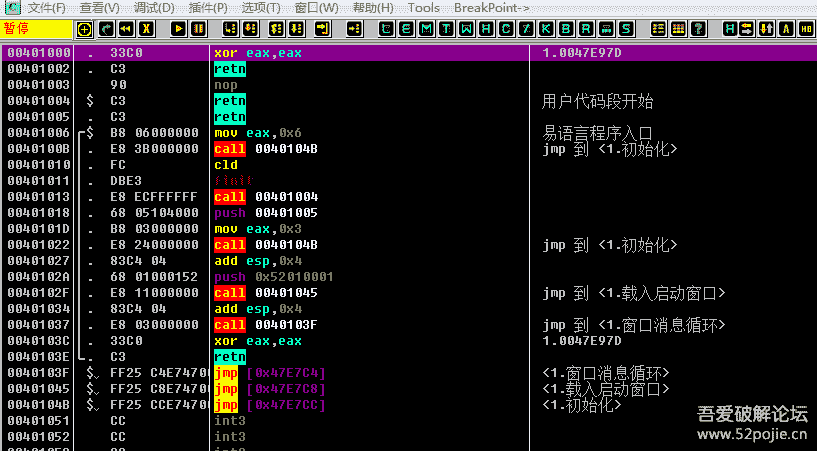 文件(F) 查看(V) 调试(D) 插件(P) 选项(T) 窗口(W) 帮助(H) Tools BreakPoint->
暂停 L E M T W H C / K B R ... S H A
00401000 . 33C0 xor eax,eax 1.0047E97D
00401002 . C3 retn
00401003 90 nop
00401004 $ C3 retn 用户代码段开始
00401005 . C3 retn
00401006 $ B8 06000000 mov eax,0x6 易语言程序入口
0040100B . E8 3B000000 call 0040104B jmp 到 <1.初始化>
00401010 . FC cld
00401011 . DBE3
00401013 . E8 ECFFFFFF call 00401004
00401018 . 68 05104000 push 00401005
0040101D . B8 03000000 mov eax,0x3
00401022 . E8 24000000 call 0040104B jmp 到 <1.初始化>
00401027 . 83C4 04 add esp,0x4
0040102A . 68 01000152 push 0x52010001
0040102F . E8 11000000 call 00401045 jmp 到 <1.载入启动窗口>
00401034 . 83C4 04 add esp,0x4
00401037 . E8 03000000 call 0040103F jmp 到 <1.窗口消息循环>
0040103C . 33C0 xor eax,eax 1.0047E97D
0040103E . C3 retn
0040103F $ FF25 C4E74700 jmp [0x47E7C4] <1.窗口消息循环>
00401045 $ FF25 C8E74700 jmp [0x47E7C8] <1.载入启动窗口>
0040104B $ FF25 CCE74700 jmp [0x47E7CC] <1.初始化>
00401051 CC int3
00401052 CC int3
吾爱破解论坛
www.52pojie.cn